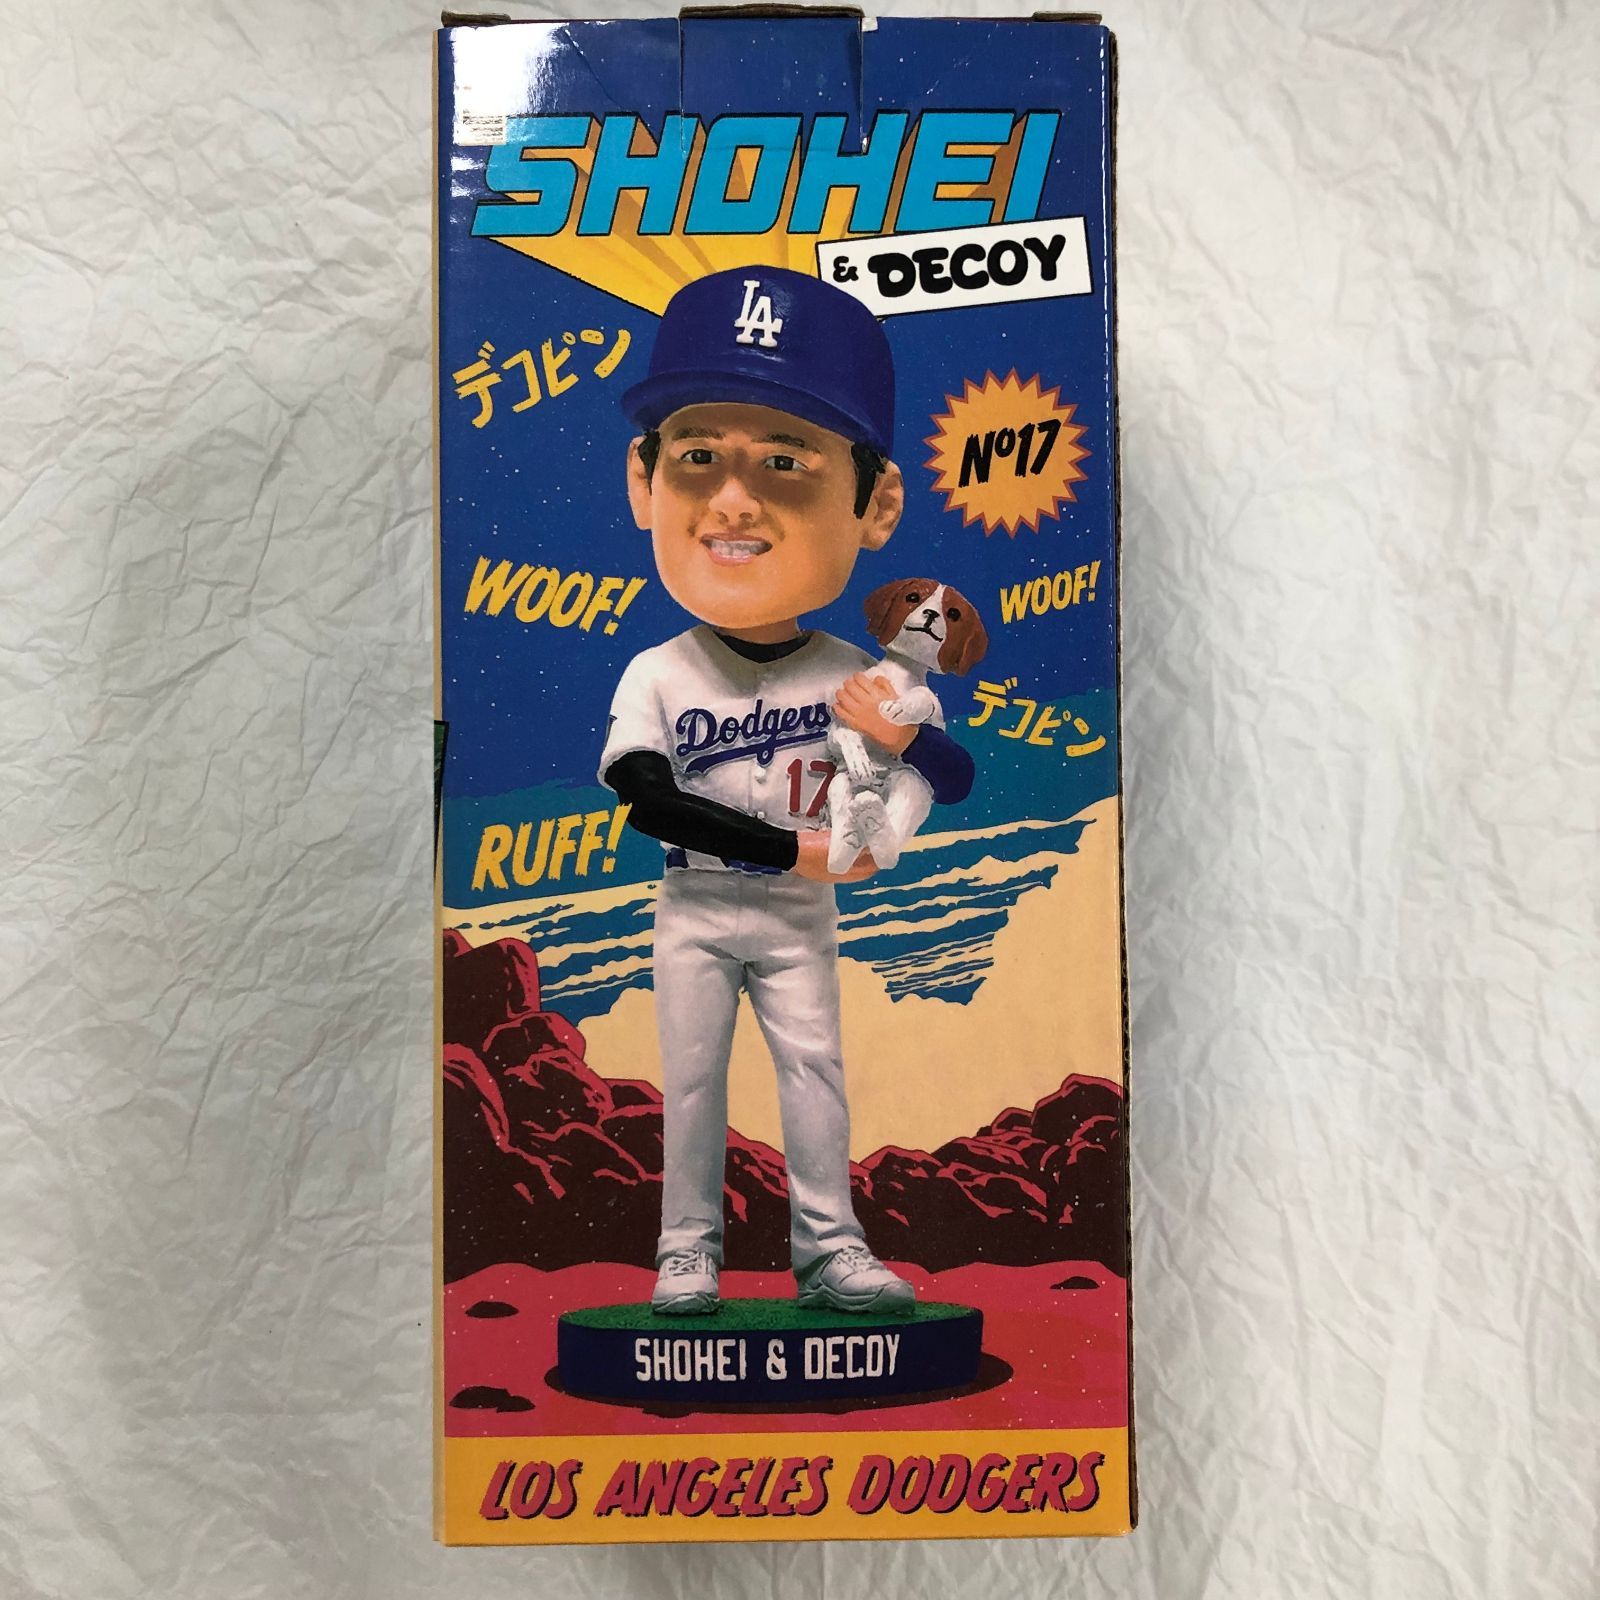 SHOHEI
& DECOY
LA
デコピン
Nº17
WOOF!
WOOF!
デコピン
Dodgers
17
RUFF!
SHOHEI & DECOY
LOS ANGELES DODGERS